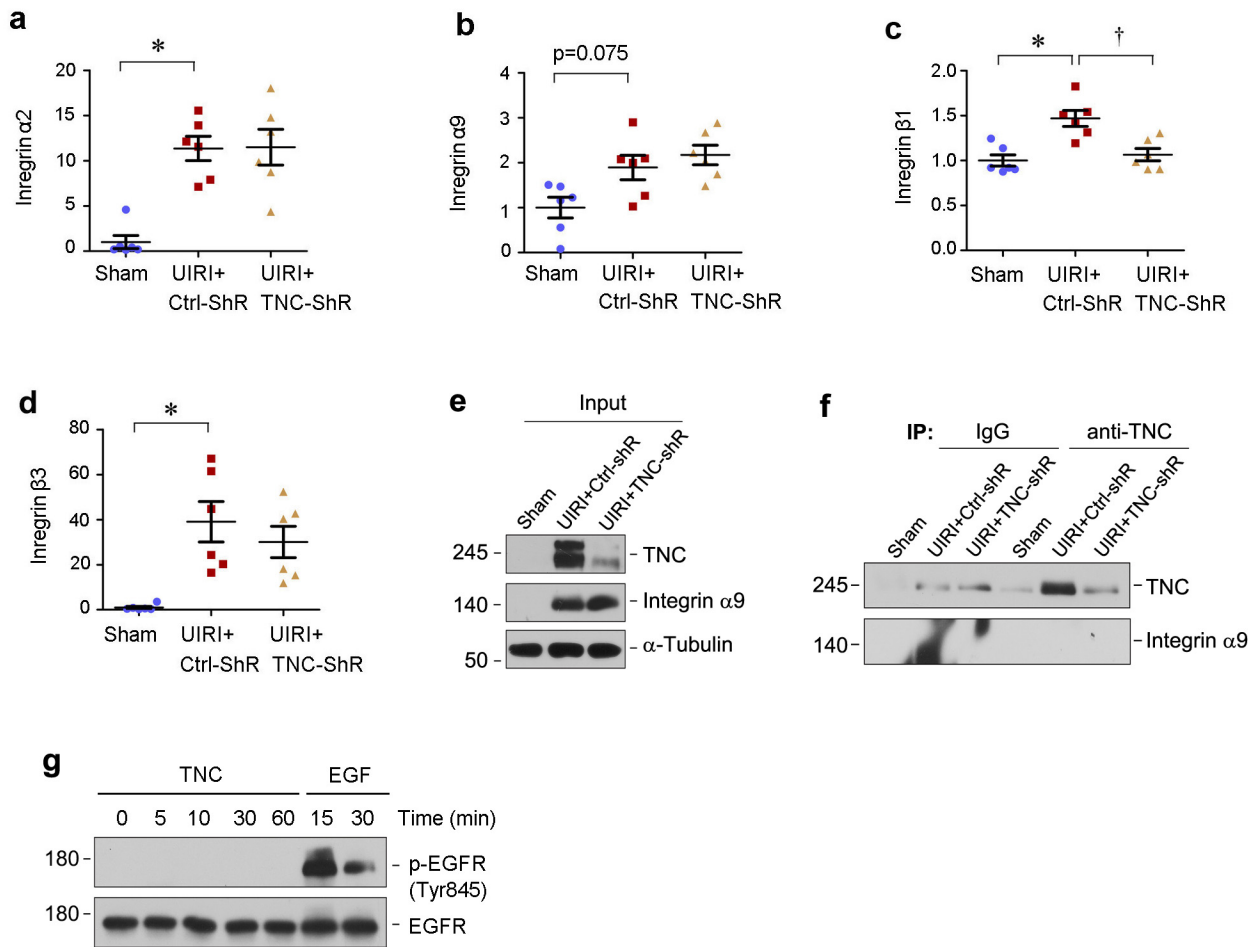 a
*
Inregrin α2
20
15
10
5
0
Sham
UIRI+
Ctrl-ShR
UIRI+
TNC-ShR
b
p=0.075
Inregrin α9
4
3
2
1
0
Sham
UIRI+
Ctrl-ShR
UIRI+
TNC-ShR
c
*
†
Inregrin β1
2.0
1.5
1.0
0.5
0.0
Sham
UIRI+
Ctrl-ShR
UIRI+
TNC-ShR
d
*
Inregrin β3
80
60
40
20
0
Sham
UIRI+
Ctrl-ShR
UIRI+
TNC-ShR
e
Input
Sham
UIRI+Ctrl-shR
UIRI+TNC-shR
245
TNC
140
Integrin α9
50
α-Tubulin
f
IP:
IgG
anti-TNC
Sham
UIRI+Ctrl-shR
UIRI+TNC-shR
Sham
UIRI+Ctrl-shR
UIRI+TNC-shR
245
TNC
140
Integrin α9
g
TNC
EGF
0 5 10 30 60 15 30 Time (min)
180
p-EGFR
(Tyr845)
180
EGFR